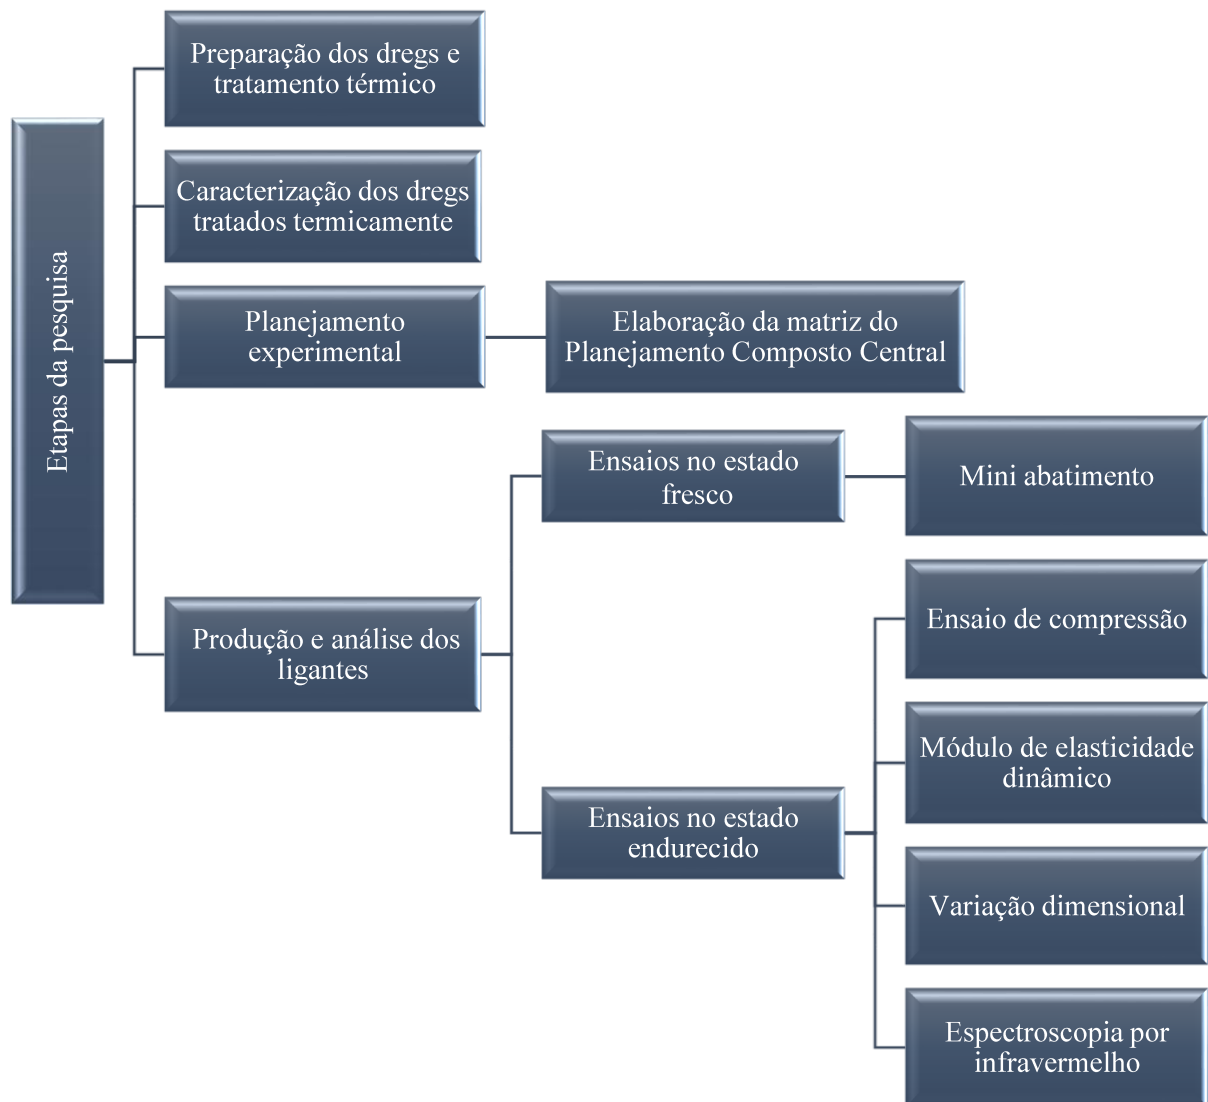 Etapas da pesquisa
Preparação dos dregs e
tratamento térmico
Caracterização dos dregs
tratados termicamente
Planejamento
experimental
Elaboração da matriz do
Planejamento Composto Central
Produção e análise dos
ligantes
Ensaios no estado
fresco
Mini abatimento
Ensaios no estado
endurecido
Ensaio de compressão
Módulo de elasticidade
dinâmico
Variação dimensional
Espectroscopia por
infravermelho